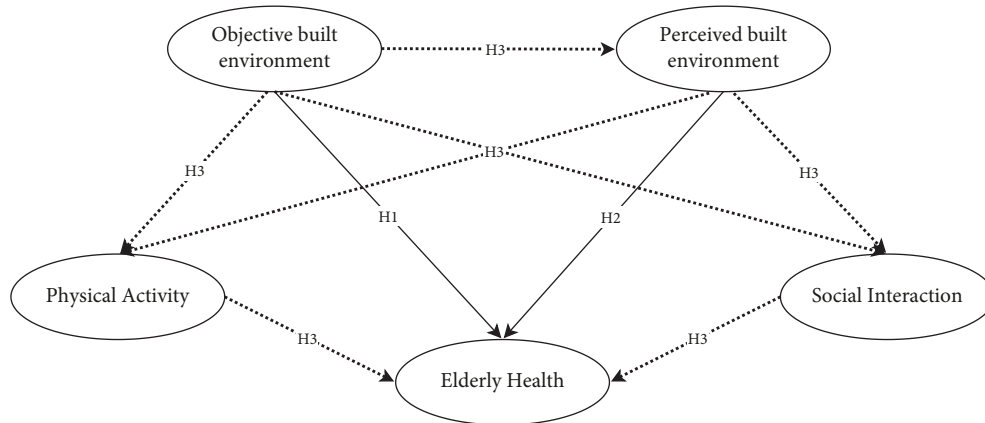 Objective built
environment
H3
Perceived built
environment
H3
H3
H3
H1
H2
Physical Activity
Social Interaction
H3
H3
Elderly Health